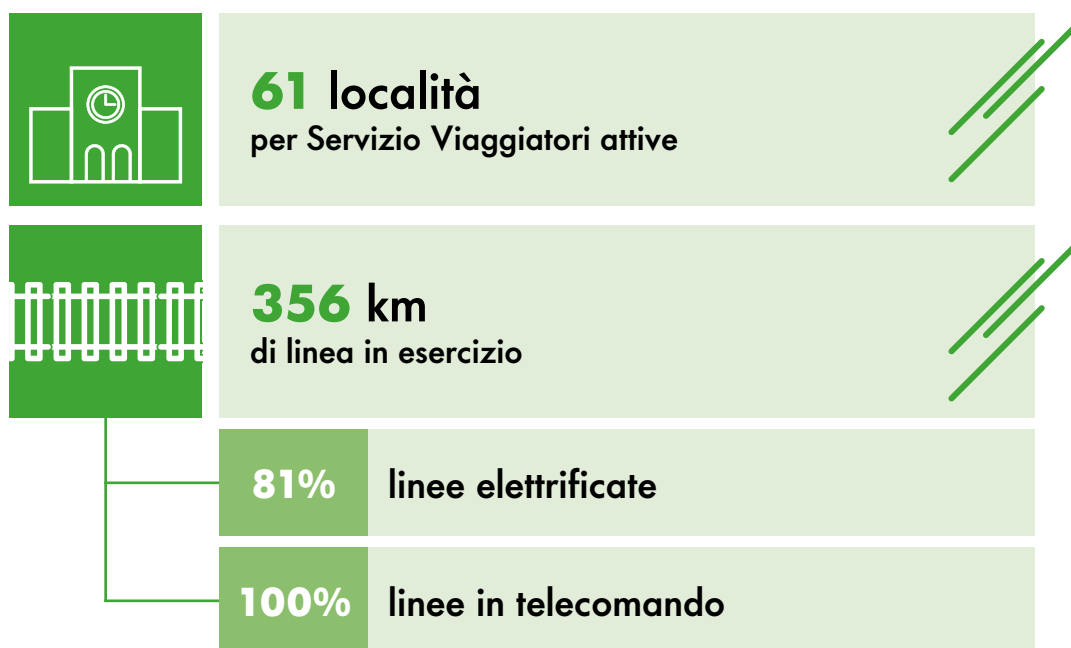 61 località
per Servizio Viaggiatori attive
356 km
di linea in esercizio
81% linee elettrificate
100% linee in telecomando